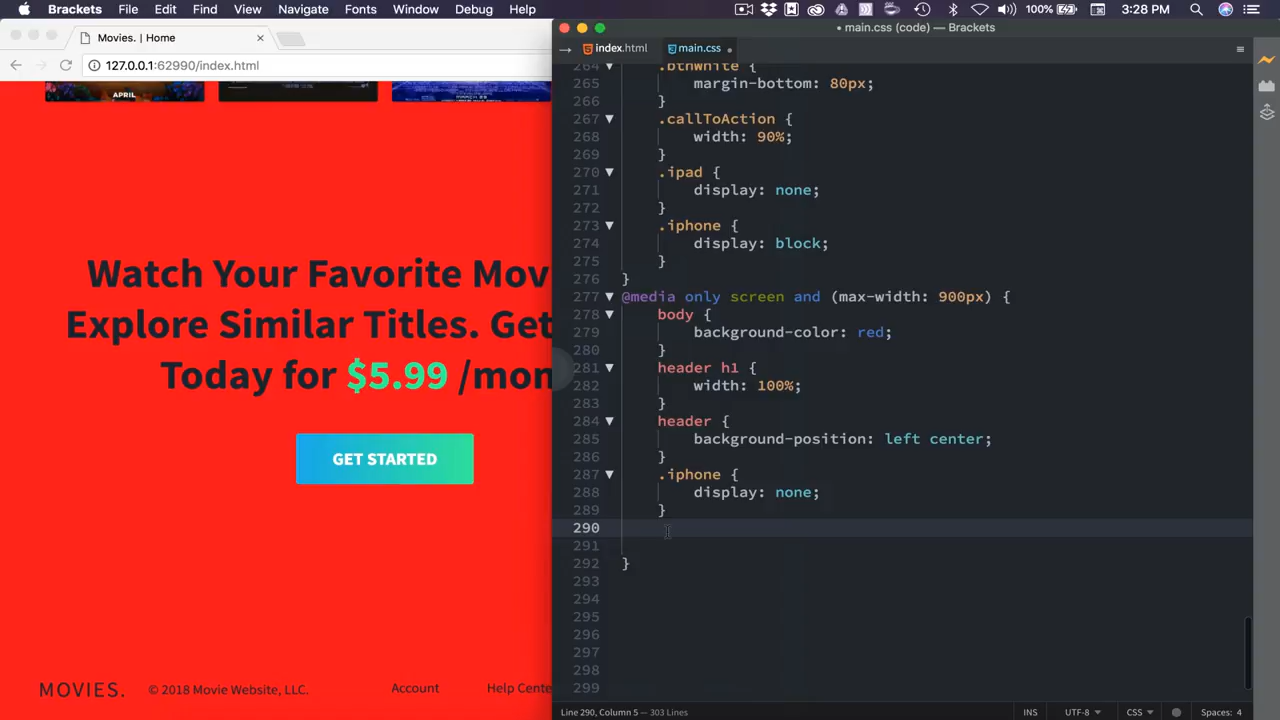 Brackets File Edit Find View Navigate Fonts Window Debug Help 100% 3:28 PM
Movies. | Home
127.0.0.1:62990/index.html
APRIL
Watch Your Favorite Mov
Explore Similar Titles. Get
Today for $5.99 /mon
GET STARTED
MOVIES. © 2018 Movie Website, LLC. Account Help Cente
• main.css (code) — Brackets
index.html main.css
264 .btnWhite {
265 margin-bottom: 80px;
266 }
267 .callToAction {
268 width: 90%;
269 }
270 .ipad {
271 display: none;
272 }
273 .iphone {
274 display: block;
275 }
276 }
277 @media only screen and (max-width: 900px) {
278 body {
279 background-color: red;
280 }
281 header h1 {
282 width: 100%;
283 }
284 header {
285 background-position: left center;
286 }
287 .iphone {
288 display: none;
289 }
290
291
292 }
293
294
295
296
297
298
299
Line 290, Column 5 — 303 Lines INS UTF-8 CSS Spaces: 4